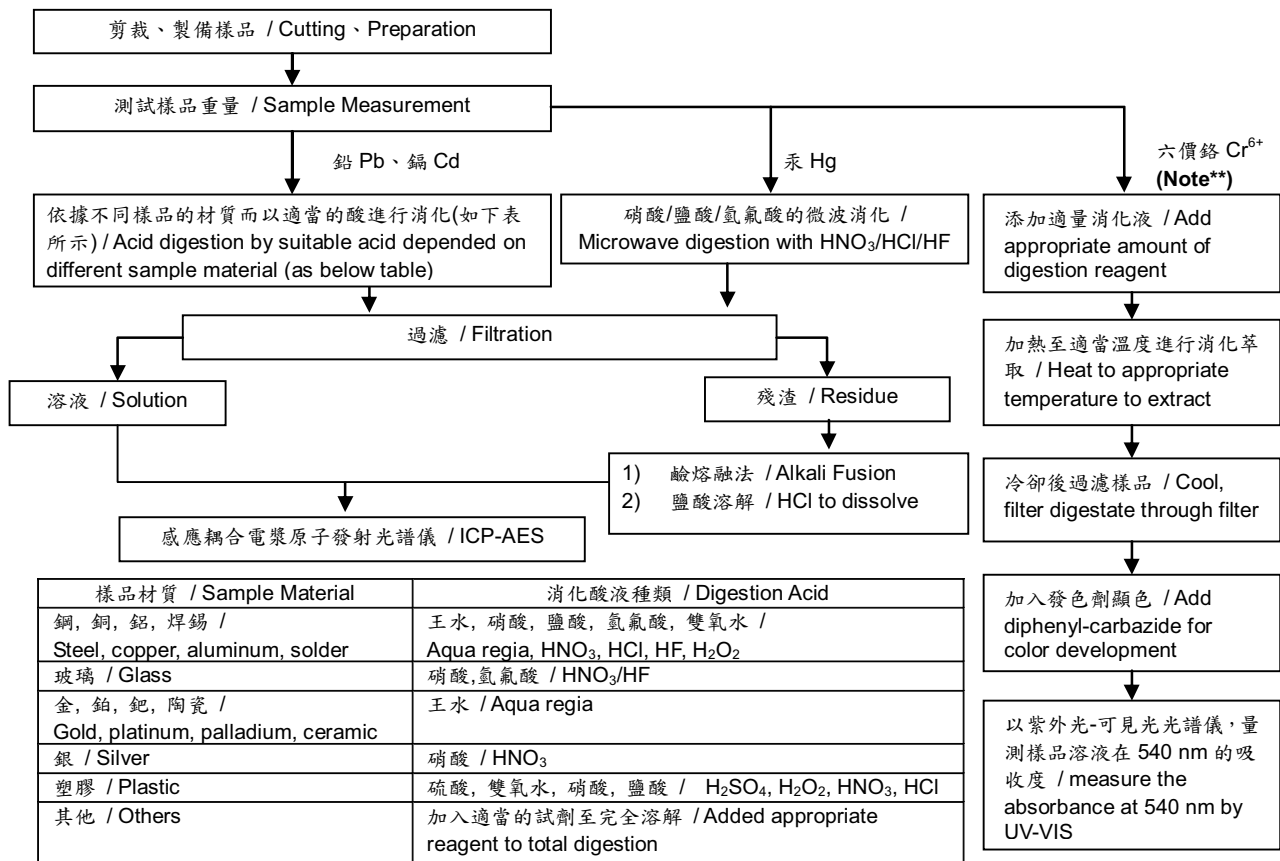 剪裁、製備樣品 / Cutting、Preparation
測試樣品重量 / Sample Measurement
鉛 Pb、鎘 Cd
汞 Hg
六價鉻 Cr⁶⁺
(Note**)
依據不同樣品的材質而以適當的酸進行消化(如下表
所示) / Acid digestion by suitable acid depended on
different sample material (as below table)
硝酸/鹽酸/氫氟酸的微波消化 /
Microwave digestion with HNO₃/HCl/HF
添加適量消化液 / Add
appropriate amount of
digestion reagent
過濾 / Filtration
加熱至適當溫度進行消化萃
取 / Heat to appropriate
temperature to extract
溶液 / Solution
殘渣 / Residue
1) 鹼熔融法 / Alkali Fusion
2) 鹽酸溶解 / HCl to dissolve
冷卻後過濾樣品 / Cool,
filter digestate through filter
感應耦合電漿原子發射光譜儀 / ICP-AES
加入發色劑顯色 / Add
diphenyl-carbazide for
color development
以紫外光-可見光光譜儀，量
測樣品溶液在 540 nm 的吸
收度 / measure the
absorbance at 540 nm by
UV-VIS
樣品材質 / Sample Material 消化酸液種類 / Digestion Acid
鋼, 銅, 鋁, 焊錫 /
Steel, copper, aluminum, solder
王水, 硝酸, 鹽酸, 氫氟酸, 雙氧水 /
Aqua regia, HNO₃, HCl, HF, H₂O₂
玻璃 / Glass 硝酸,氫氟酸 / HNO₃/HF
金, 鉑, 鈀, 陶瓷 /
Gold, platinum, palladium, ceramic
王水 / Aqua regia
銀 / Silver 硝酸 / HNO₃
塑膠 / Plastic 硫酸, 雙氧水, 硝酸, 鹽酸 / H₂SO₄, H₂O₂, HNO₃, HCl
其他 / Others
加入適當的試劑至完全溶解 / Added appropriate
reagent to total digestion